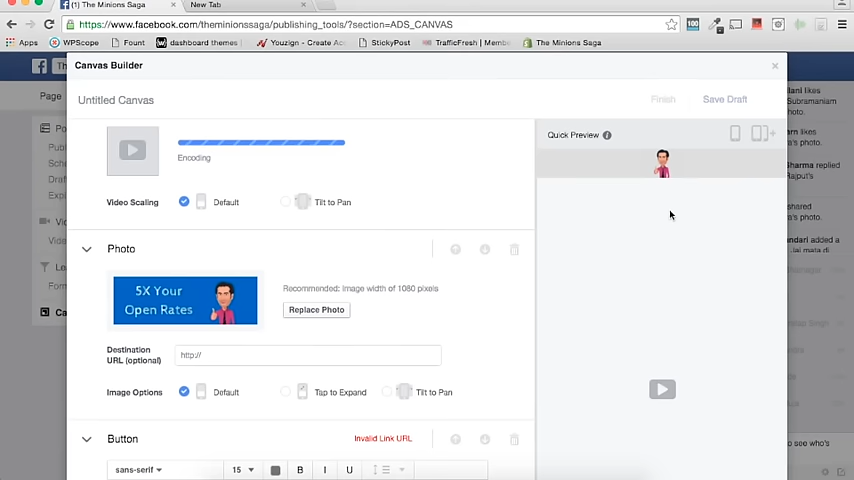 The Minions Saga
New Tab
https://www.facebook.com/theminionssaga/publishing_tools/?section=ADS_CANVAS
100
Apps WPScope Fount dashboard themes Youzign - Create Ac StickyPost TrafficFresh | Membe The Minions Saga
Th
Canvas Builder
Page
Untitled Canvas
Finish
Save Draft
likes
Subramaniam
photo.
Quick Preview
Encoding
likes
photo.
Sharma replied
Rajput's
Video Scaling
Default
Tilt to Pan
shared
a's photo.
added a
Photo
5X Your
Open Rates
Recommended: Image width of 1080 pixels
Replace Photo
Destination
URL (optional)
http://
Image Options
Default
Tap to Expand
Tilt to Pan
Button
Invalid Link URL
to see who's
sans-serif
15
B I U